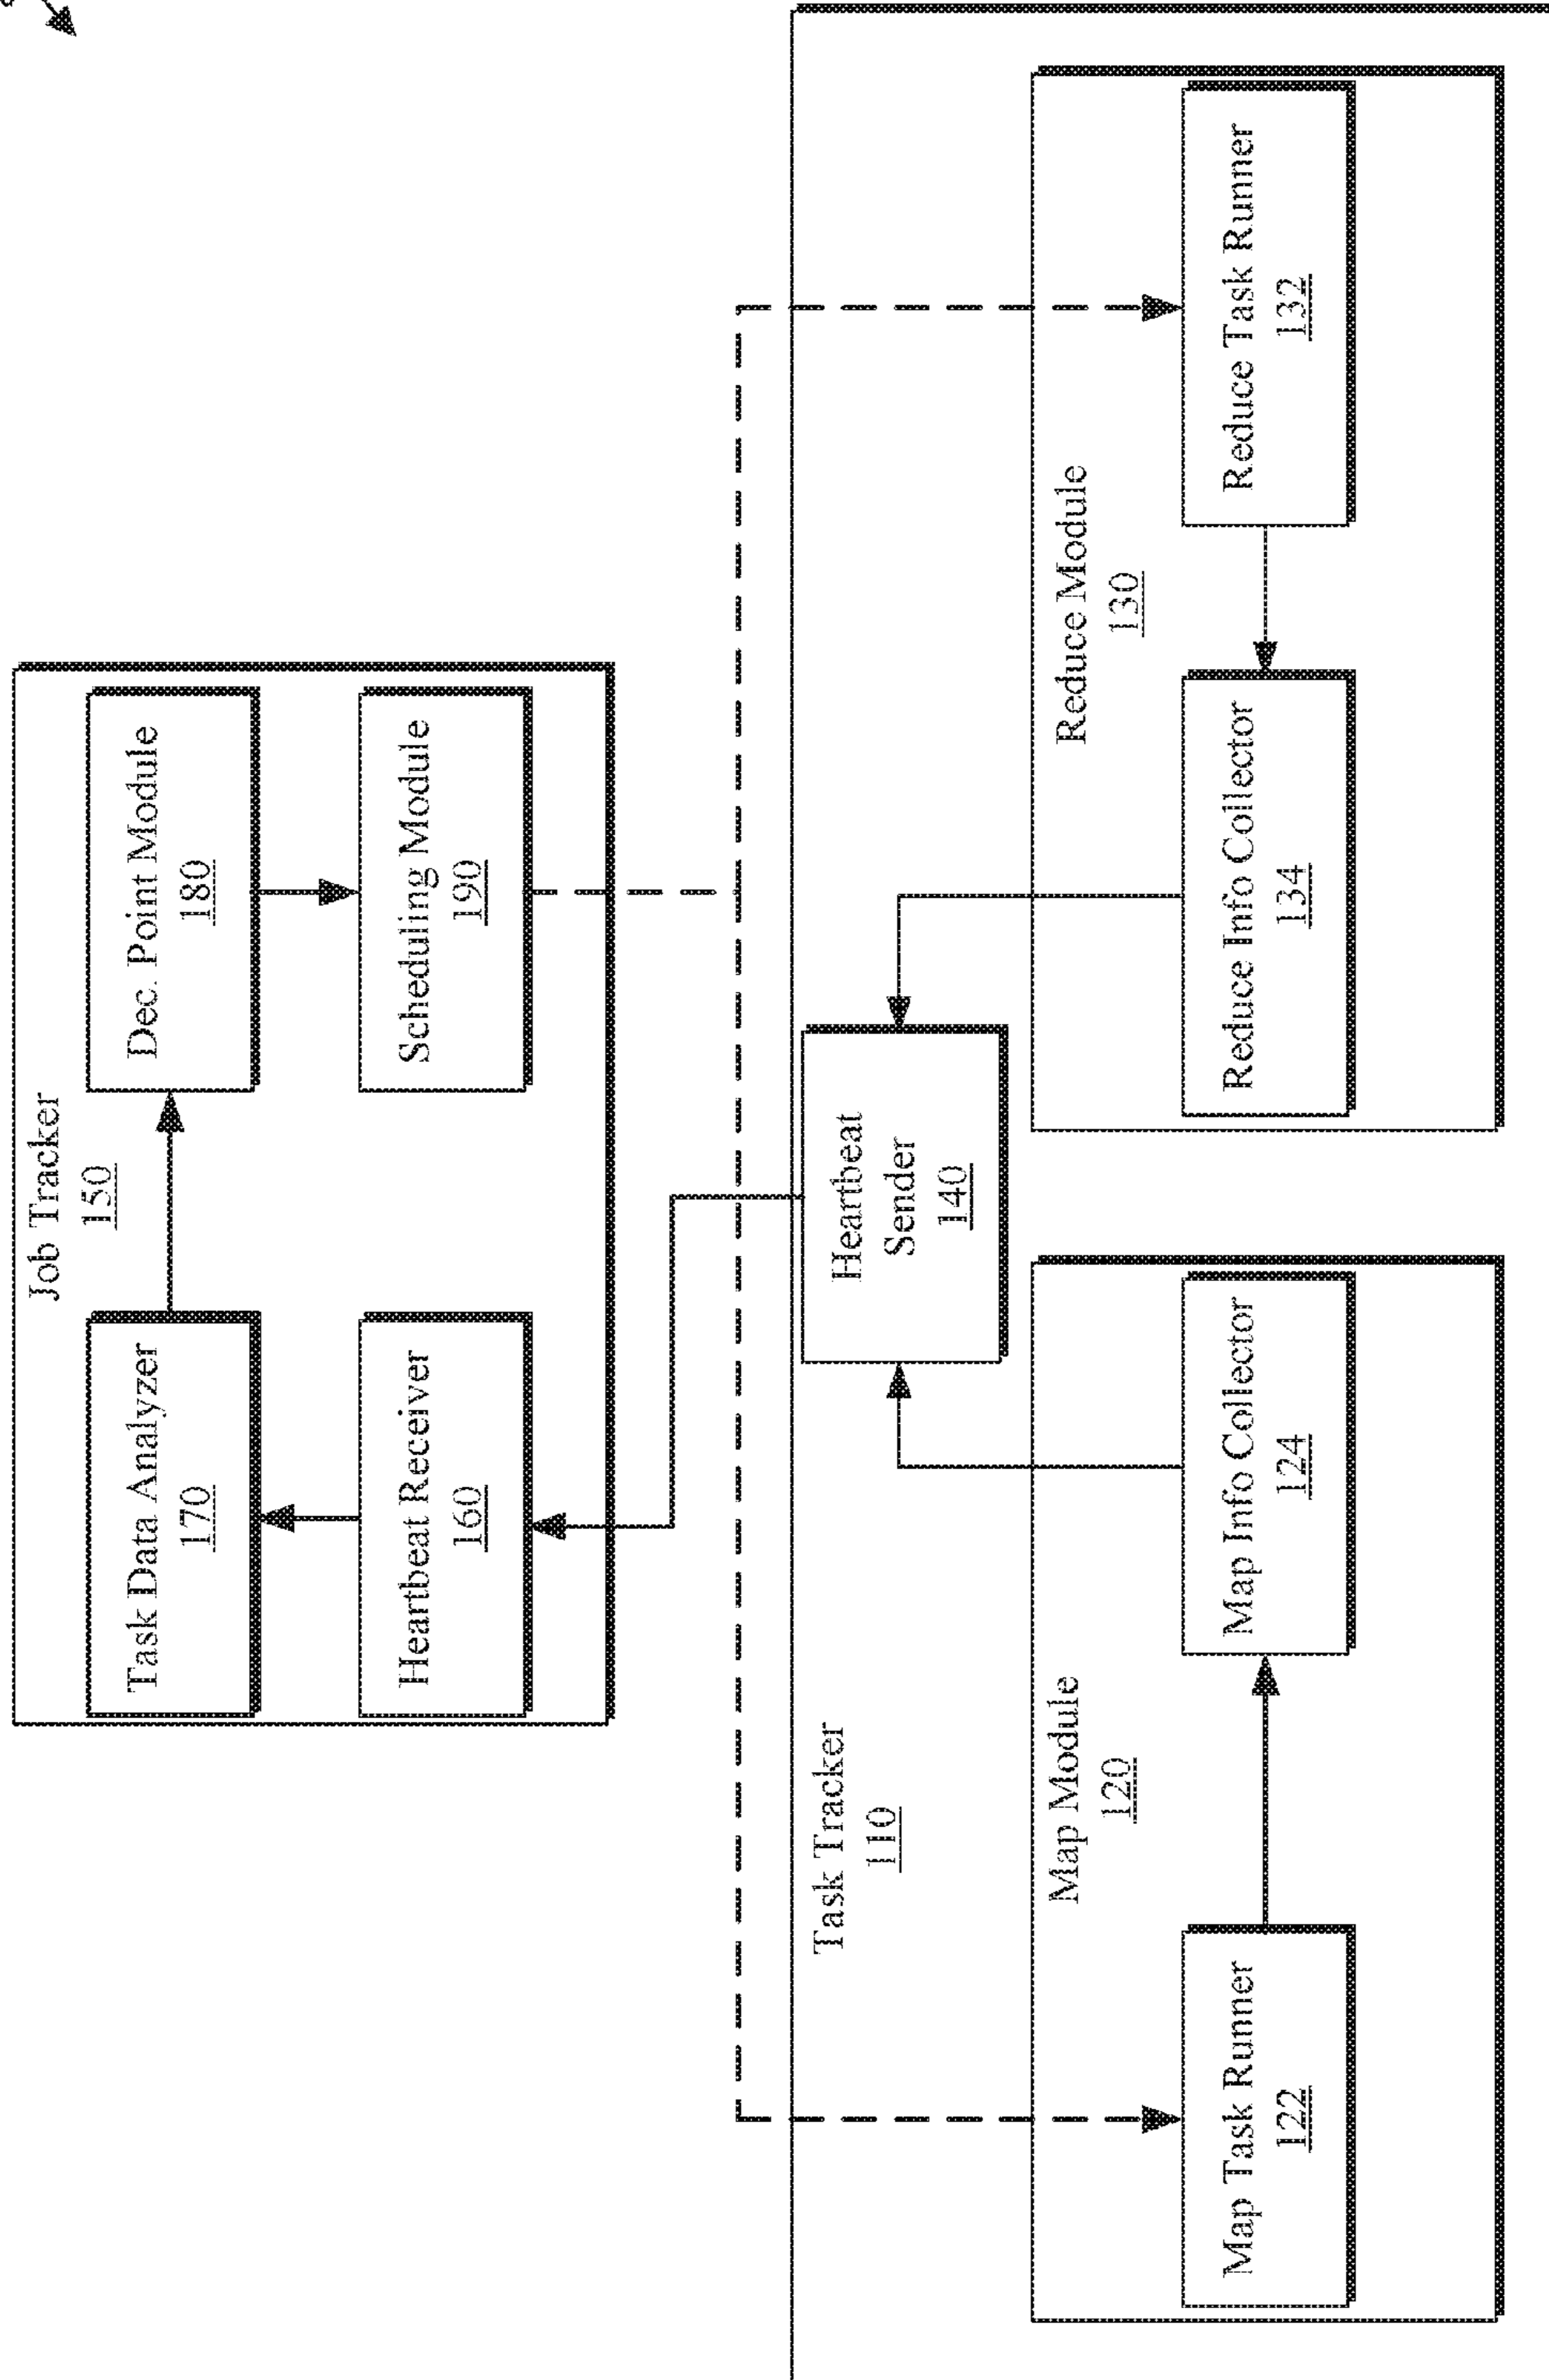 Job Tracker
150
Task Data Analyzer
170
Dec. Point Module
180
Heartbeat Receiver
160
Scheduling Module
190
Task Tracker
110
Heartbeat
Sender
140
Map Module
120
Reduce Module
130
Map Task Runner
122
Map Info Collector
124
Reduce Info Collector
134
Reduce Task Runner
132